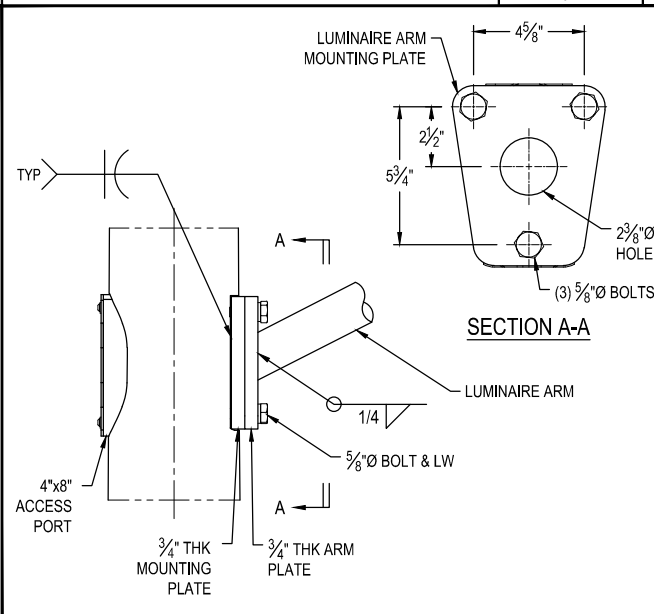 LUMINAIRE ARM
MOUNTING PLATE
4⅝"
2½"
5¾"
2⅜"Ø
HOLE
(3) ⅝"Ø BOLTS
SECTION A-A
TYP
A
LUMINAIRE ARM
1/4
⅝"Ø BOLT & LW
A
4"x8"
ACCESS
PORT
¾" THK
MOUNTING
PLATE
¾" THK ARM
PLATE